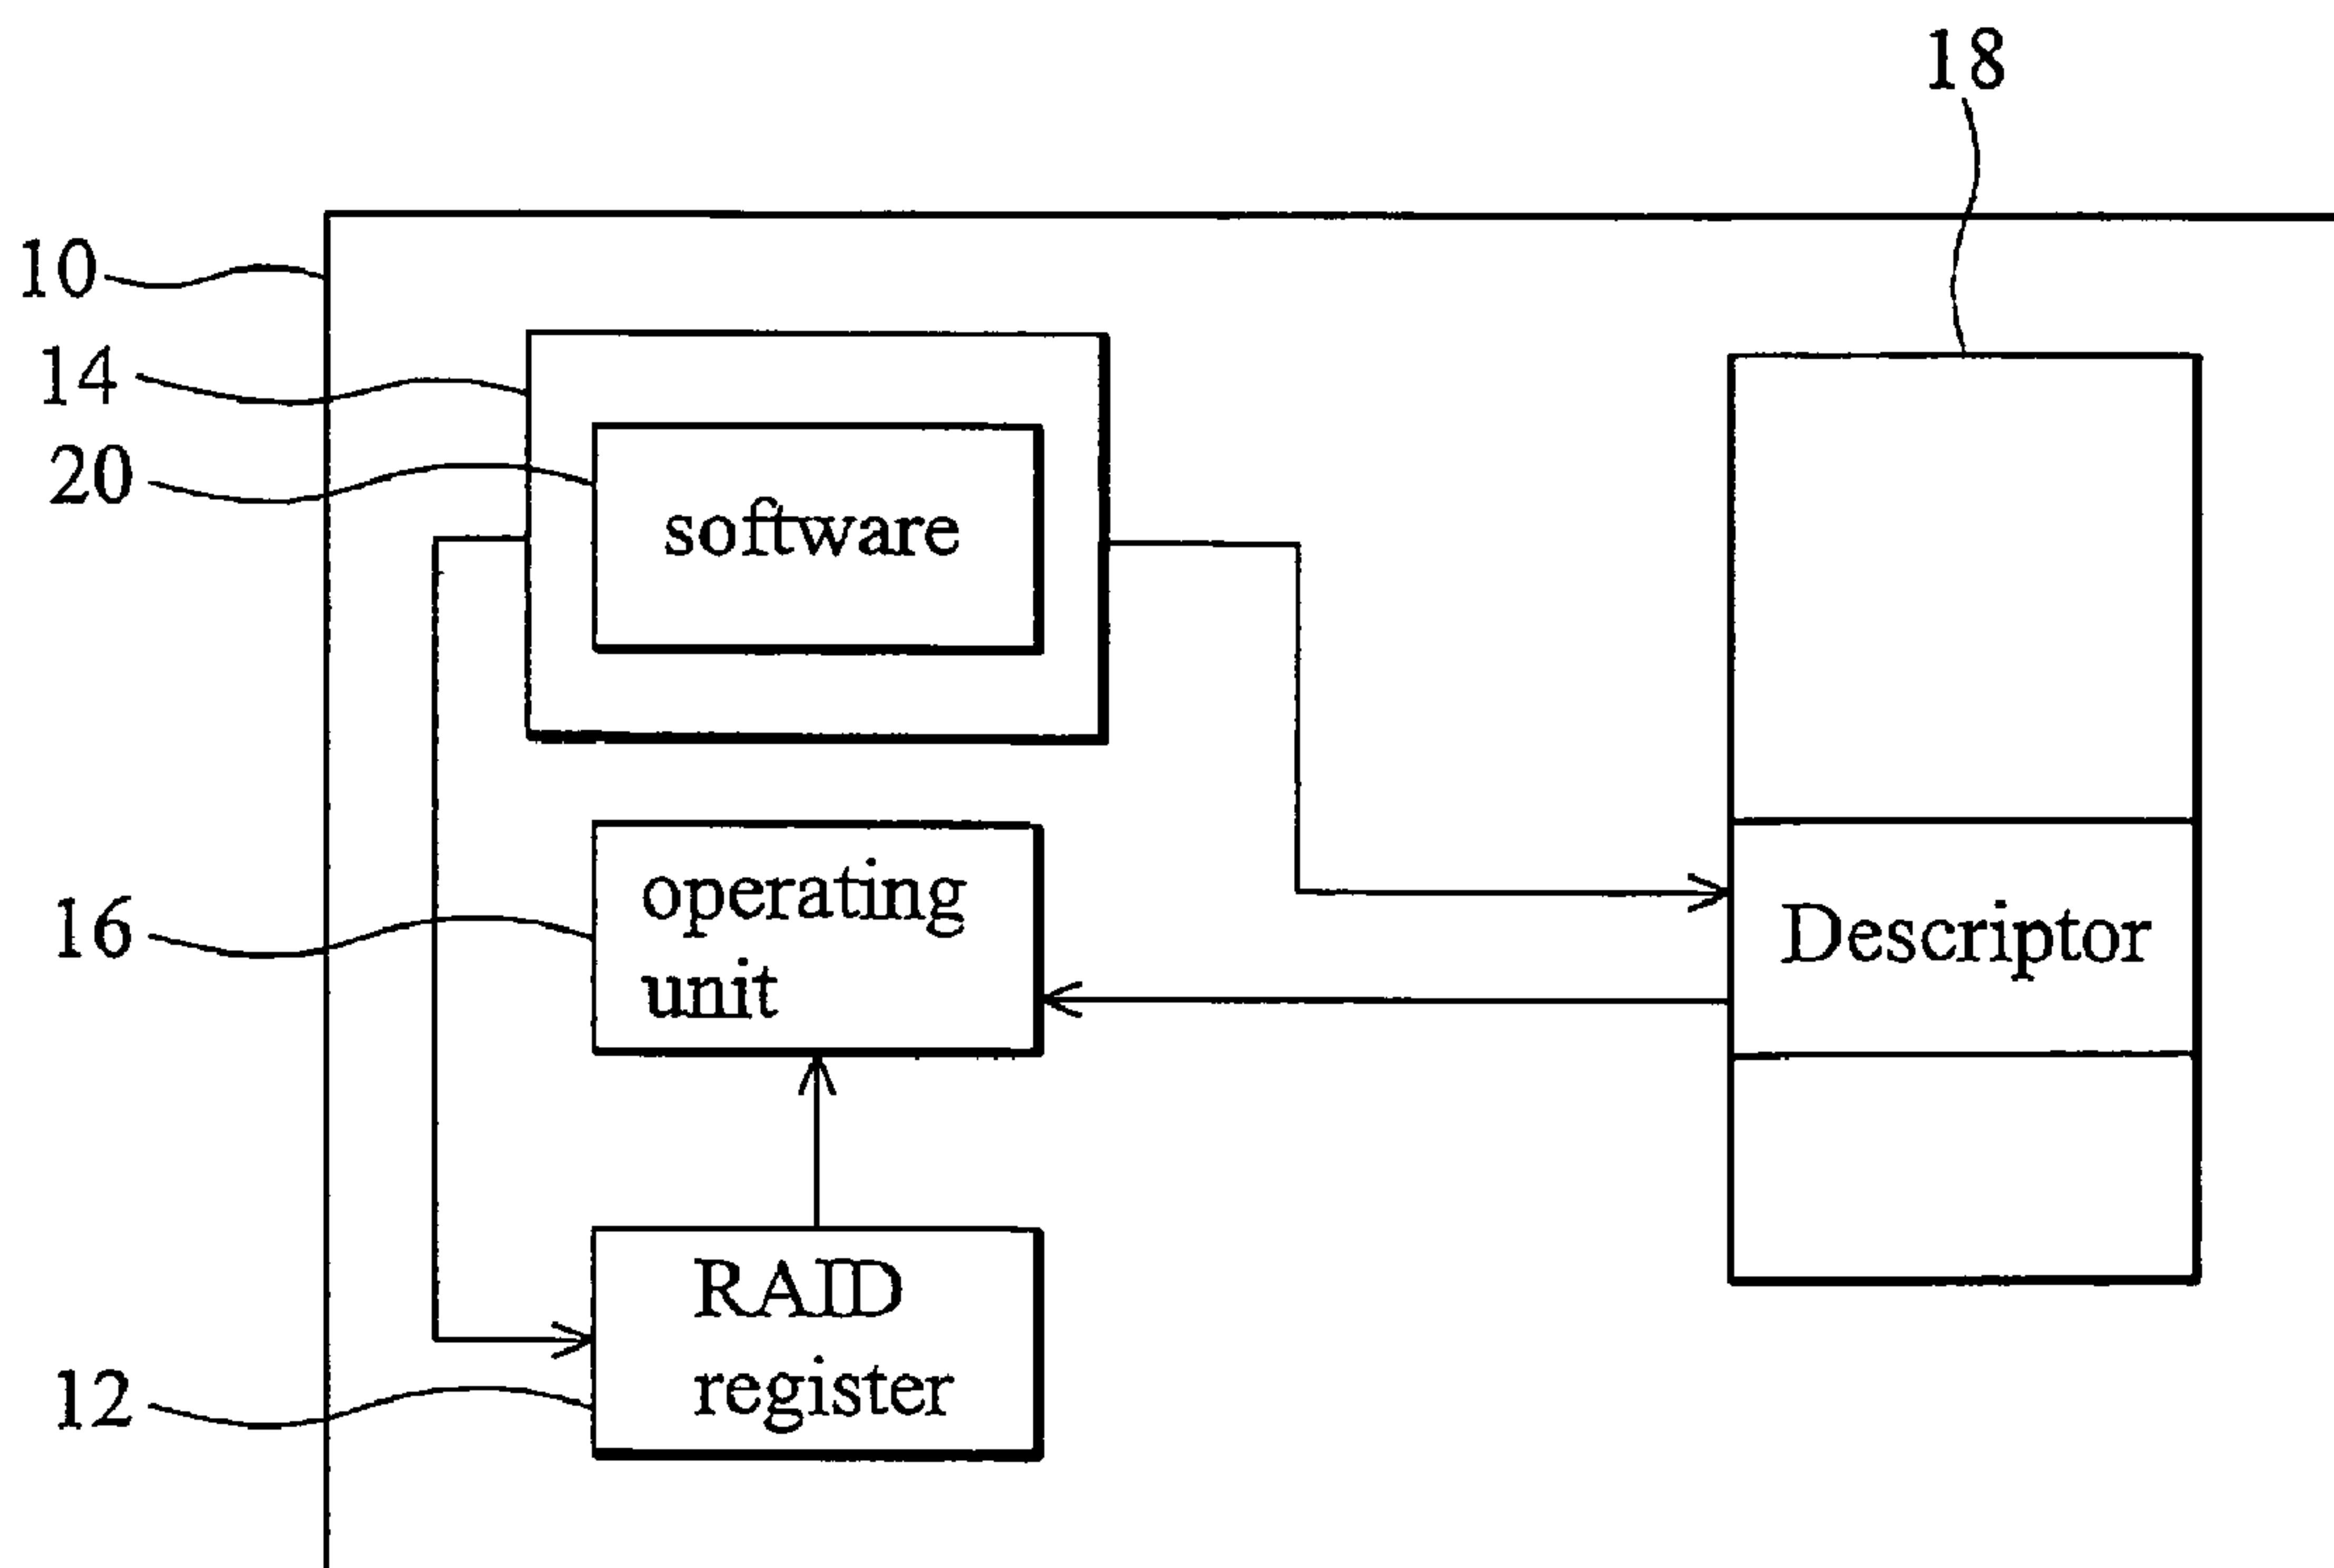 18
10
14
20
software
16
operating
unit
Descriptor
12
RAID
register